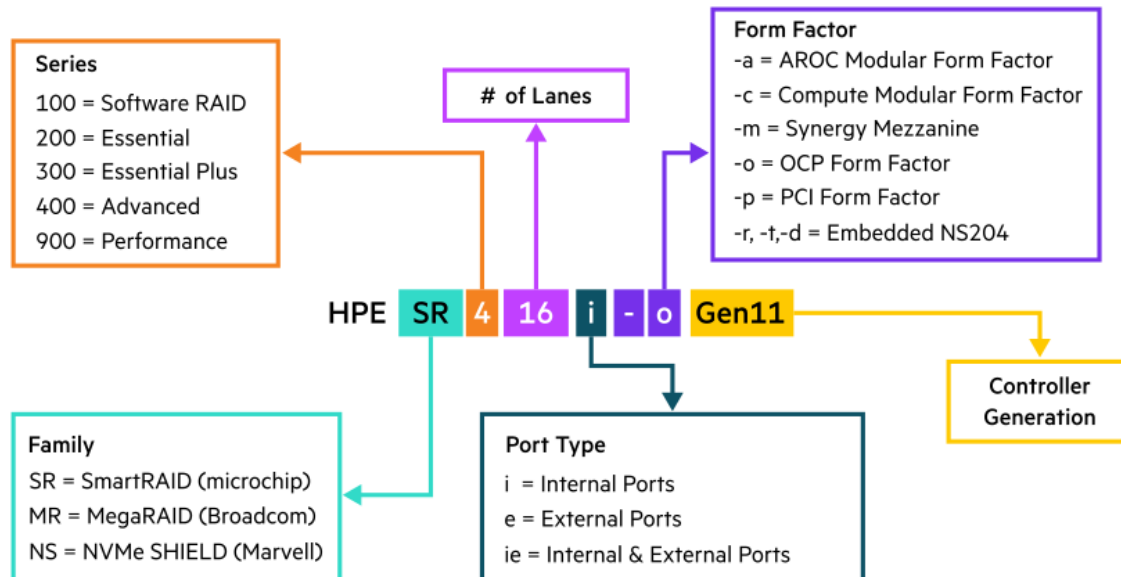 Series
100 = Software RAID
200 = Essential
300 = Essential Plus
400 = Advanced
900 = Performance
# of Lanes
Form Factor
-a = AROC Modular Form Factor
-c = Compute Modular Form Factor
-m = Synergy Mezzanine
-o = OCP Form Factor
-p = PCI Form Factor
-r, -t,-d = Embedded NS204
HPE SR 4 16 i - o Gen11
Family
SR = SmartRAID (microchip)
MR = MegaRAID (Broadcom)
NS = NVMe SHIELD (Marvell)
Port Type
i = Internal Ports
e = External Ports
ie = Internal & External Ports
Controller
Generation